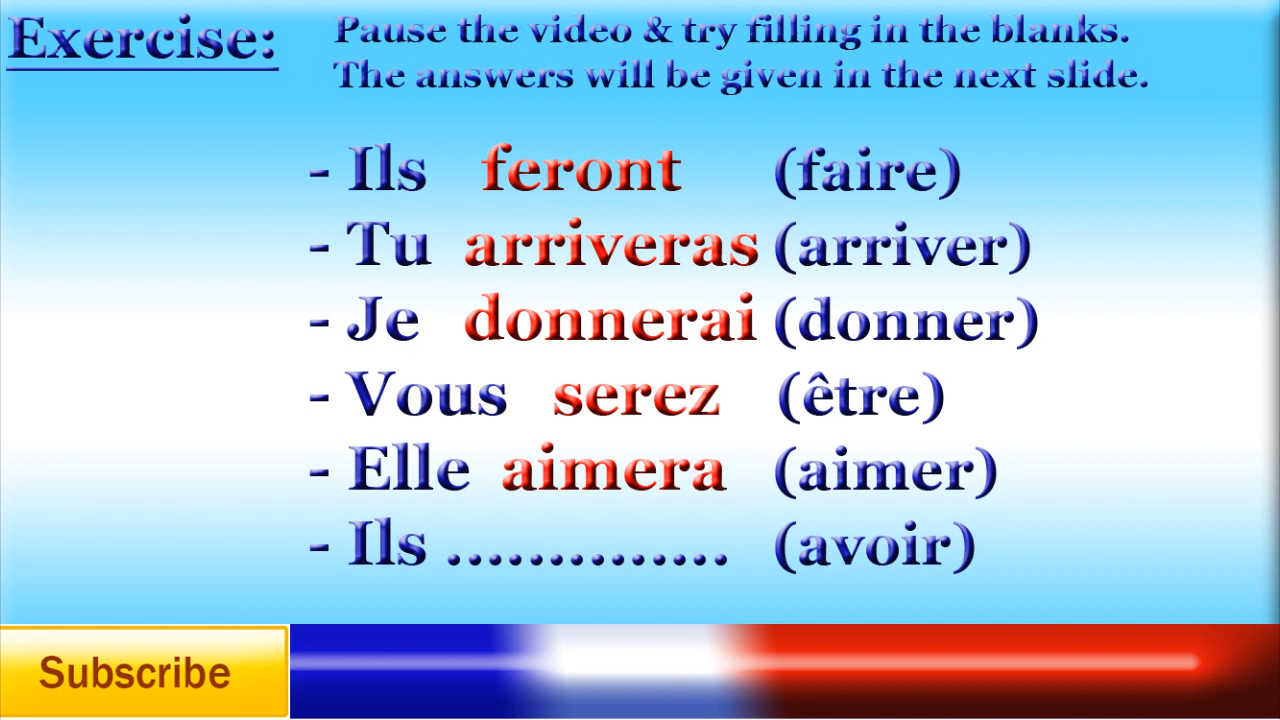 Exercise:
Pause the video & try filling in the blanks.
The answers will be given in the next slide.
- Ils feront (faire)
- Tu arriveras (arriver)
- Je donnerai (donner)
- Vous serez (être)
- Elle aimera (aimer)
- Ils .............. (avoir)
Subscribe